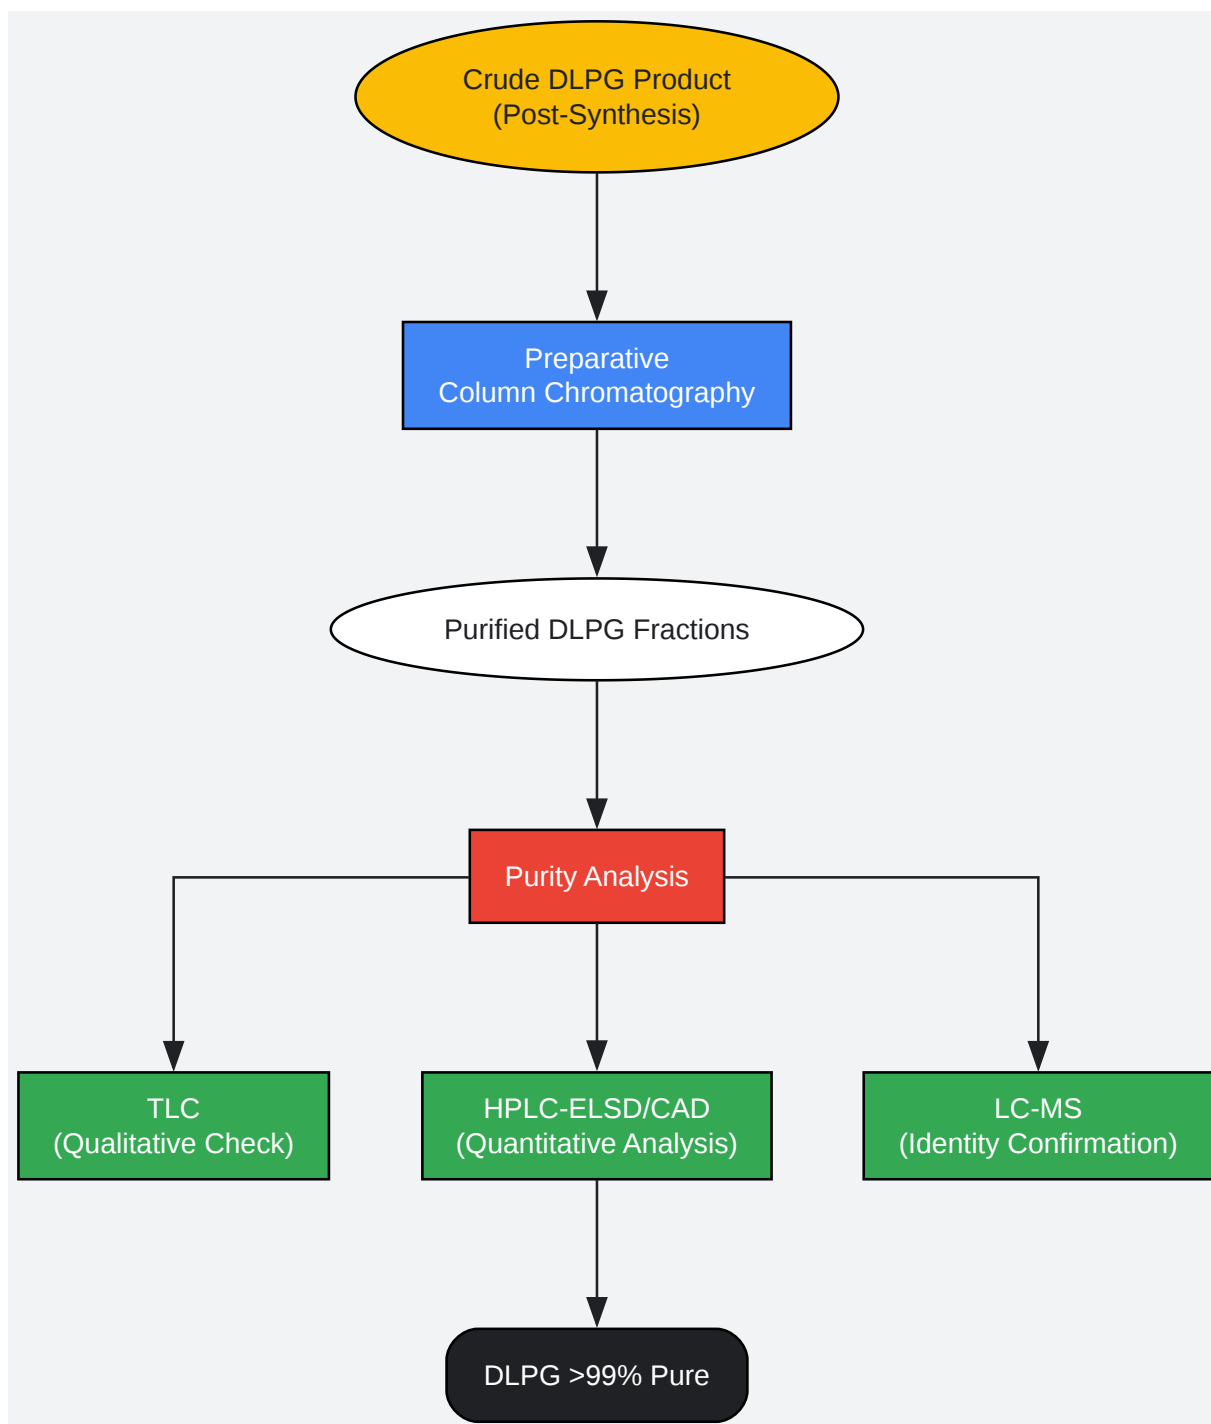 Crude DLPG Product
(Post-Synthesis)
Preparative
Column Chromatography
Purified DLPG Fractions
Purity Analysis
TLC
(Qualitative Check)
HPLC-ELSD/CAD
(Quantitative Analysis)
LC-MS
(Identity Confirmation)
DLPG >99% Pure